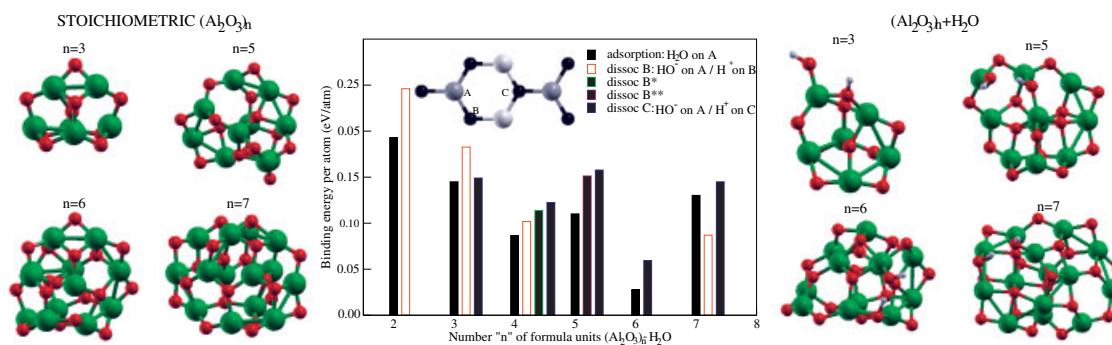 STOICHIOMETRIC (Al₂O₃)n
n=3
n=5
n=6
n=7
adsorption: H₂O on A
dissoc B: HO⁻ on A / H⁺ on B
dissoc B*
dissoc B**
dissoc C: HO⁻ on A / H⁺ on C
A
B
C
Binding energy per atom (eV/atm)
0.25
0.05
0.15
0.10
0.05
0.00
2 3 4 5 6 7 8
Number "n" of formula units (Al₂O₃)n H₂O
(Al₂O₃)n+H₂O
n=3
n=5
n=6
n=7